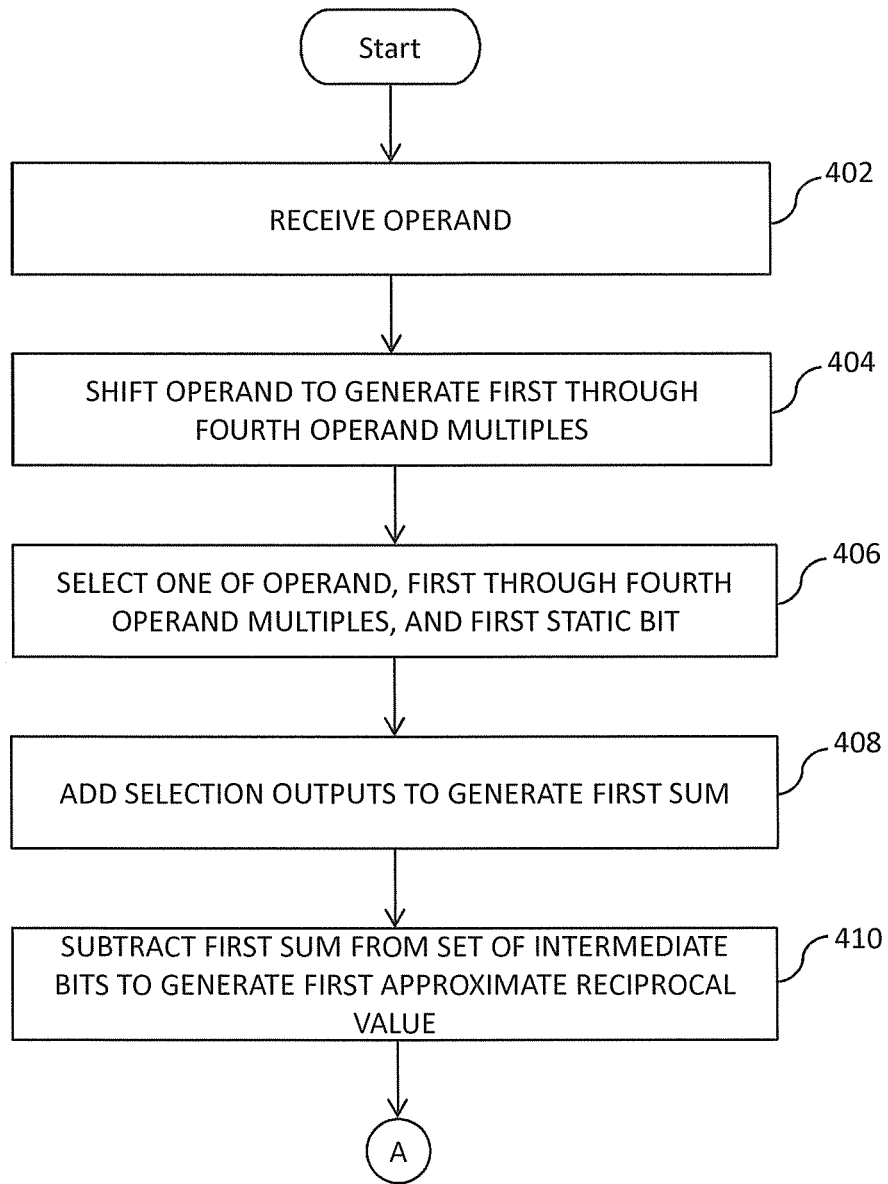 Start
402
RECEIVE OPERAND
404
SHIFT OPERAND TO GENERATE FIRST THROUGH
FOURTH OPERAND MULTIPLES
406
SELECT ONE OF OPERAND, FIRST THROUGH FOURTH
OPERAND MULTIPLES, AND FIRST STATIC BIT
408
ADD SELECTION OUTPUTS TO GENERATE FIRST SUM
410
SUBTRACT FIRST SUM FROM SET OF INTERMEDIATE
BITS TO GENERATE FIRST APPROXIMATE RECIPROCAL
VALUE
A